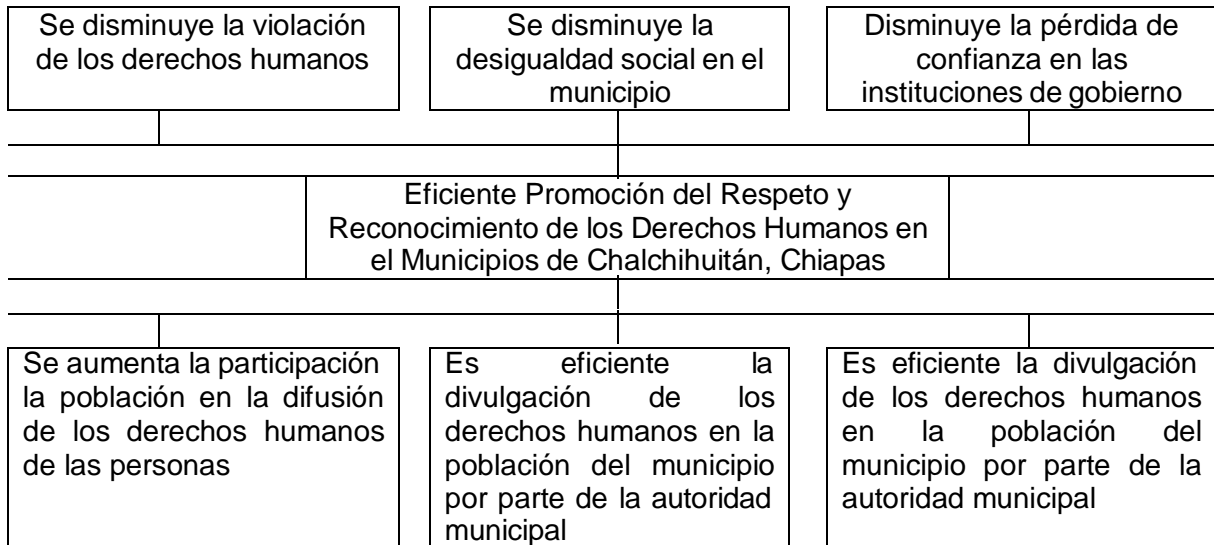 Se disminuye la violación
de los derechos humanos
Se disminuye la
desigualdad social en el
municipio
Disminuye la pérdida de
confianza en las
instituciones de gobierno
Eficiente Promoción del Respeto y
Reconocimiento de los Derechos Humanos en
el Municipios de Chalchihuitán, Chiapas
Se aumenta la participación
la población en la difusión
de los derechos humanos
de las personas
Es eficiente la
divulgación de los
derechos humanos en la
población del municipio
por parte de la autoridad
municipal
Es eficiente la divulgación
de los derechos humanos
en la población del
municipio por parte de la
autoridad municipal